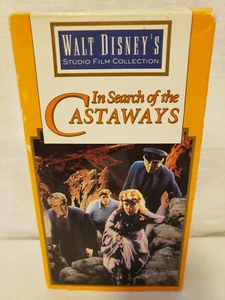 WALT DISNEY'S
STUDIO FILM COLLECTION
In Search of the
CASTAWAYS